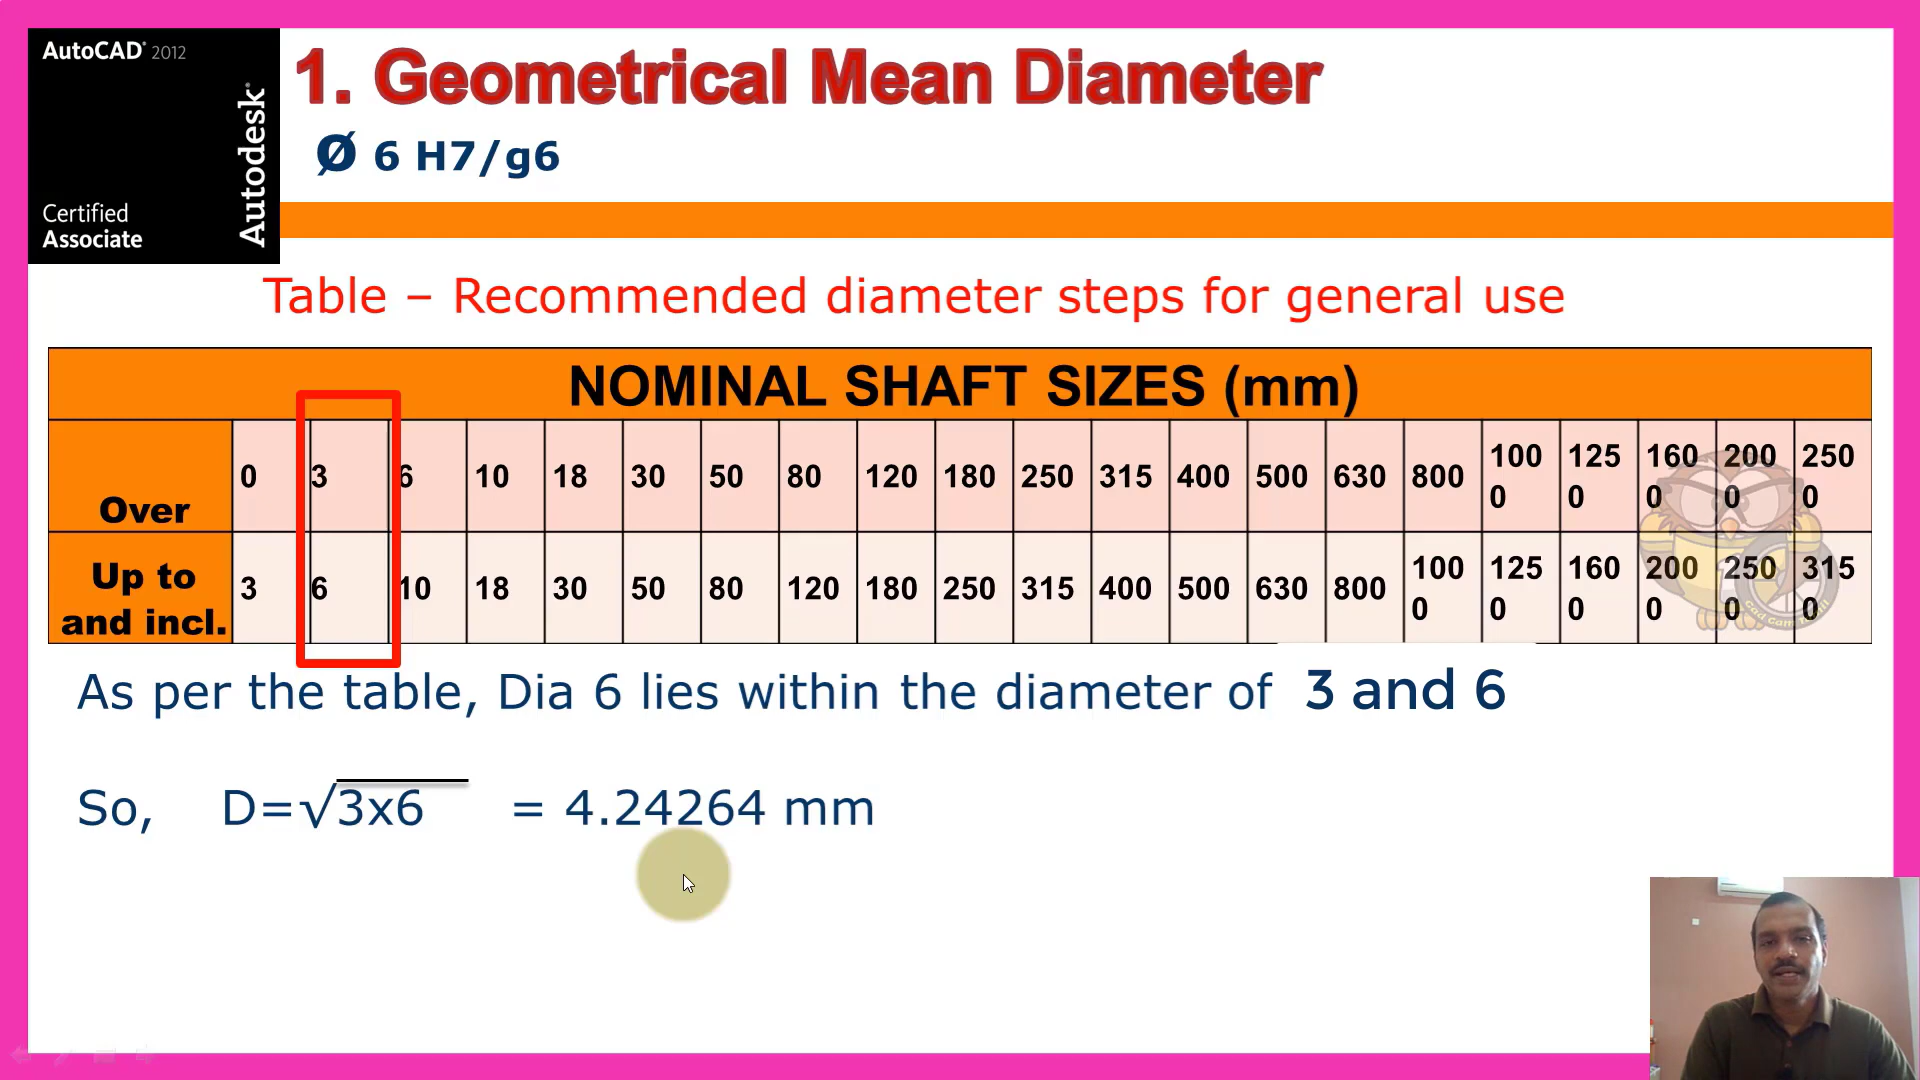 AutoCAD® 2012
Autodesk®
Certified
Associate
1. Geometrical Mean Diameter
Ø 6 H7/g6
Table – Recommended diameter steps for general use
NOMINAL SHAFT SIZES (mm)
Over 0 3 6 10 18 30 50 80 120 180 250 315 400 500 630 800 1000 1250 1600 2000 2500
Up to and incl. 3 6 10 18 30 50 80 120 180 250 315 400 500 630 800 1000 1250 1600 2000 2500 3150
As per the table, Dia 6 lies within the diameter of 3 and 6
So, D=√3x6 = 4.24264 mm